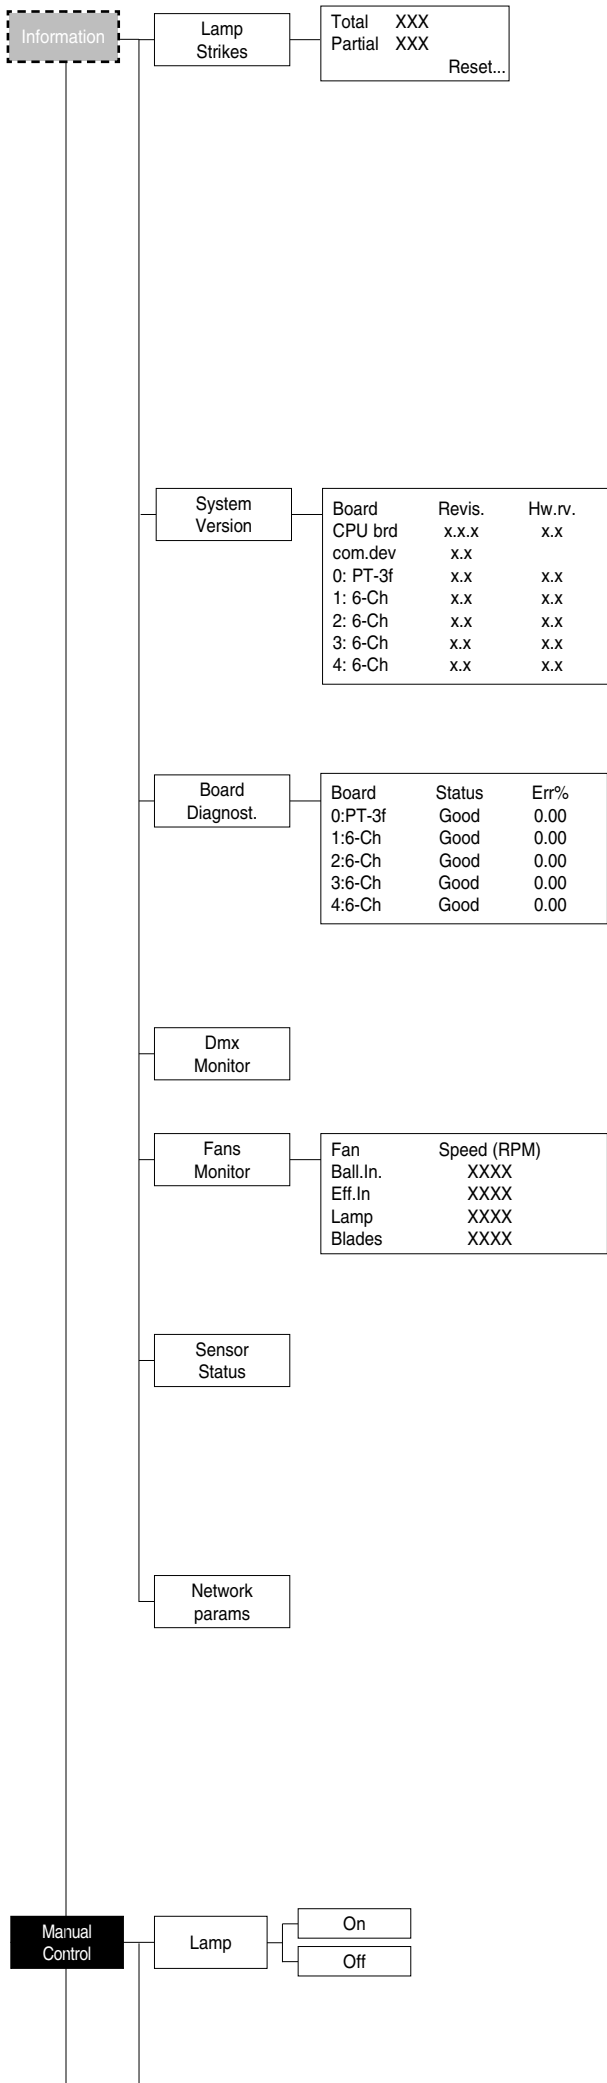 Information
Lamp
Strikes
Total XXX
Partial XXX
Reset...
System
Version
Board Revis. Hw.rv.
CPU brd x.x.x x.x
com.dev x.x
0: PT-3f x.x x.x
1: 6-Ch x.x x.x
2: 6-Ch x.x x.x
3: 6-Ch x.x x.x
4: 6-Ch x.x x.x
Board
Diagnost.
Board Status Err%
0:PT-3f Good 0.00
1:6-Ch Good 0.00
2:6-Ch Good 0.00
3:6-Ch Good 0.00
4:6-Ch Good 0.00
Dmx
Monitor
Fans
Monitor
Fan Speed (RPM)
Ball.In. XXXX
Eff.In XXXX
Lamp XXXX
Blades XXXX
Sensor
Status
Network
params
Manual
Control
Lamp
On
Off